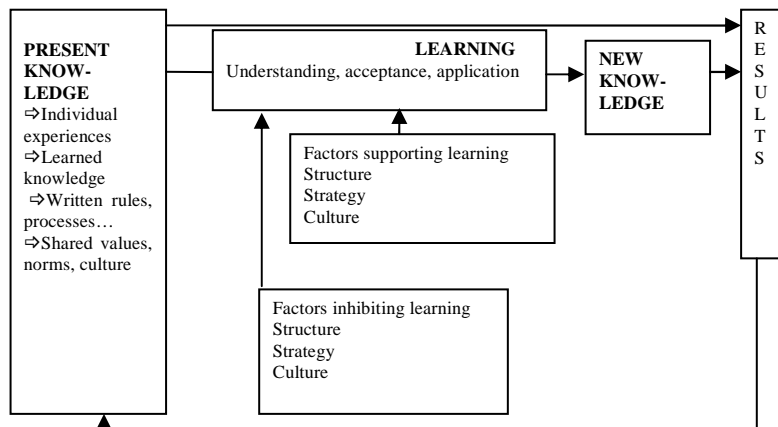 PRESENT
KNOW-
LEDGE
⇨Individual
experiences
⇨Learned
knowledge
⇨Written rules,
processes…
⇨Shared values,
norms, culture
LEARNING
Understanding, acceptance, application
NEW
KNOW-
LEDGE
R
E
S
U
L
T
S
Factors supporting learning
Structure
Strategy
Culture
Factors inhibiting learning
Structure
Strategy
Culture